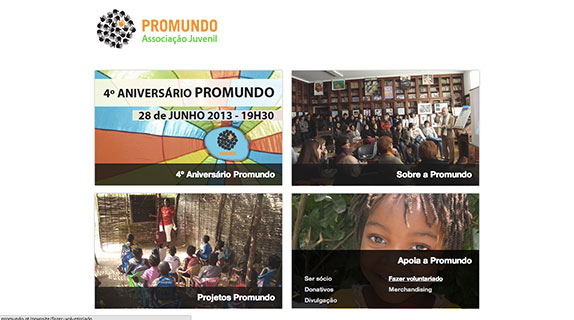 PROMUNDO
Associação Juvenil
4º ANIVERSÁRIO PROMUNDO
28 de JUNHO 2013 - 19H30
4º Aniversário Promundo
Sobre a Promundo
Projetos Promundo
Apoia a Promundo
Ser sócio
Fazer voluntariado
Donativos
Merchandising
Divulgação